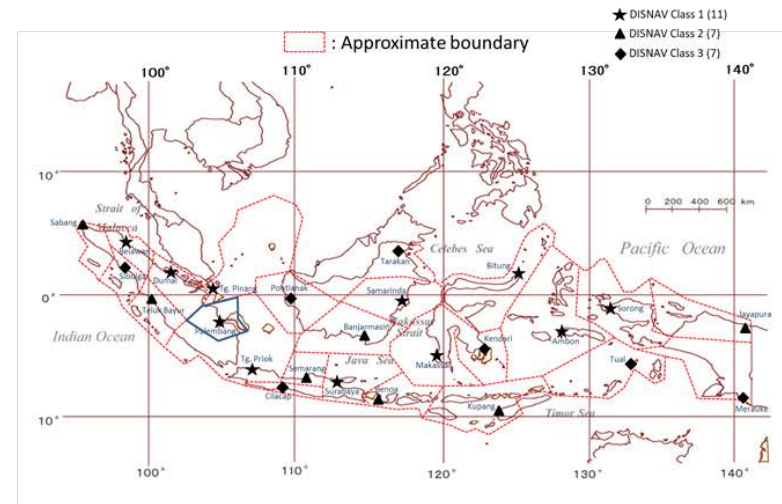 DISNAV Class 1 (11)
DISNAV Class 2 (7)
DISNAV Class 3 (7)
: Approximate boundary
100° 110° 120° 130° 140°
10°
0°
10°
0 200 400 600 km
Strait of
Malacca
Celebes Sea
Pacific Ocean
Indian Ocean
Makassar
Strait
Java Sea
Timor Sea
Sabang
Belawan
Sibolga
Dumai
Tg. Pinang
Teluk Bayur
Palembang
Pontianak
Tarakan
Samarinda
Banjarmasin
Bitung
Sorong
Jayapura
Ambon
Kendari
Makassar
Tual
Merauke
Tg. Priok
Semarang
Cilacap
Surabaya
Benoa
Kupang
100° 110° 120° 130° 140°